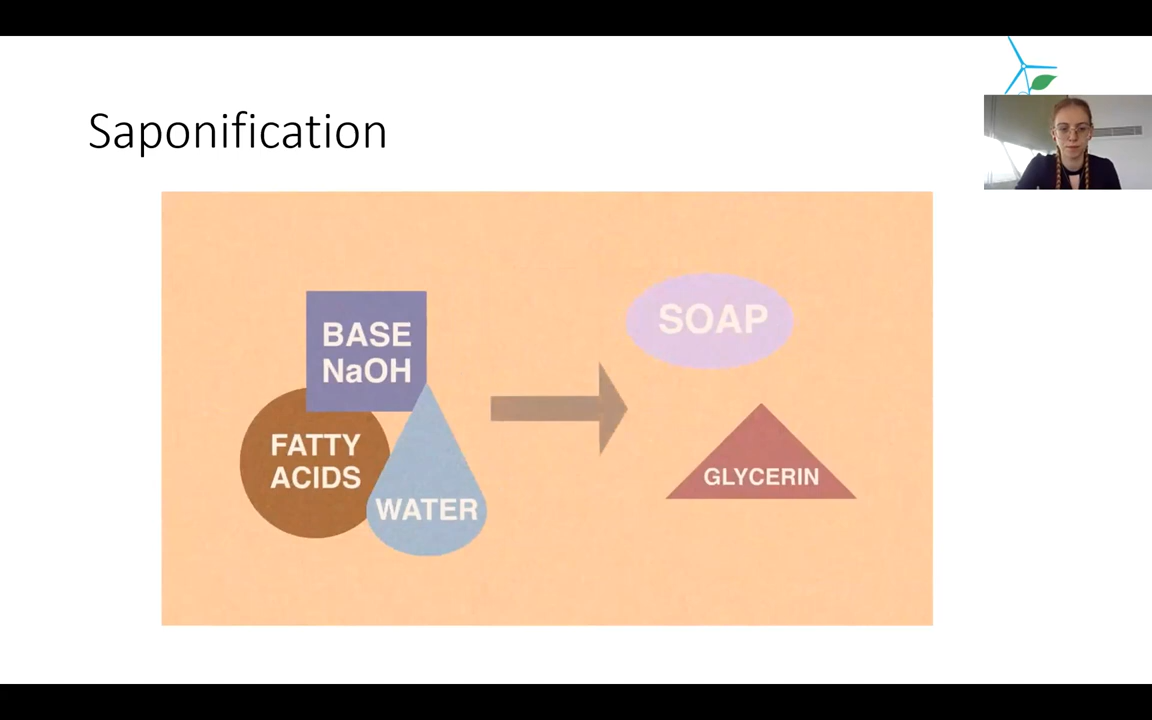 Saponification
BASE
NaOH
FATTY
ACIDS
WATER
SOAP
GLYCERIN